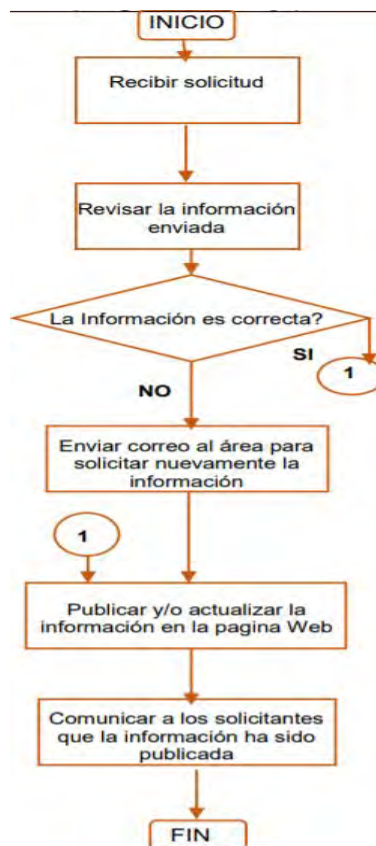 INICIO
Recibir solicitud
Revisar la información
enviada
La Información es correcta?
SI
1
NO
Enviar correo al área para
solicitar nuevamente la
información
1
Publicar y/o actualizar la
información en la pagina Web
Comunicar a los solicitantes
que la información ha sido
publicada
FIN